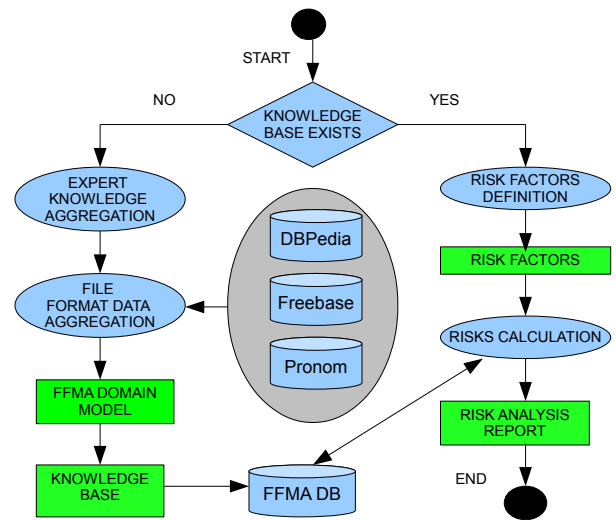 START
NO
YES
KNOWLEDGE
BASE EXISTS
EXPERT
KNOWLEDGE
AGGREGATION
RISK FACTORS
DEFINITION
DBPedia
RISK FACTORS
FILE
FORMAT DATA
AGGREGATION
Freebase
RISKS CALCULATION
Pronom
FFMA DOMAIN
MODEL
RISK ANALYSIS
REPORT
KNOWLEDGE
BASE
FFMA DB
END